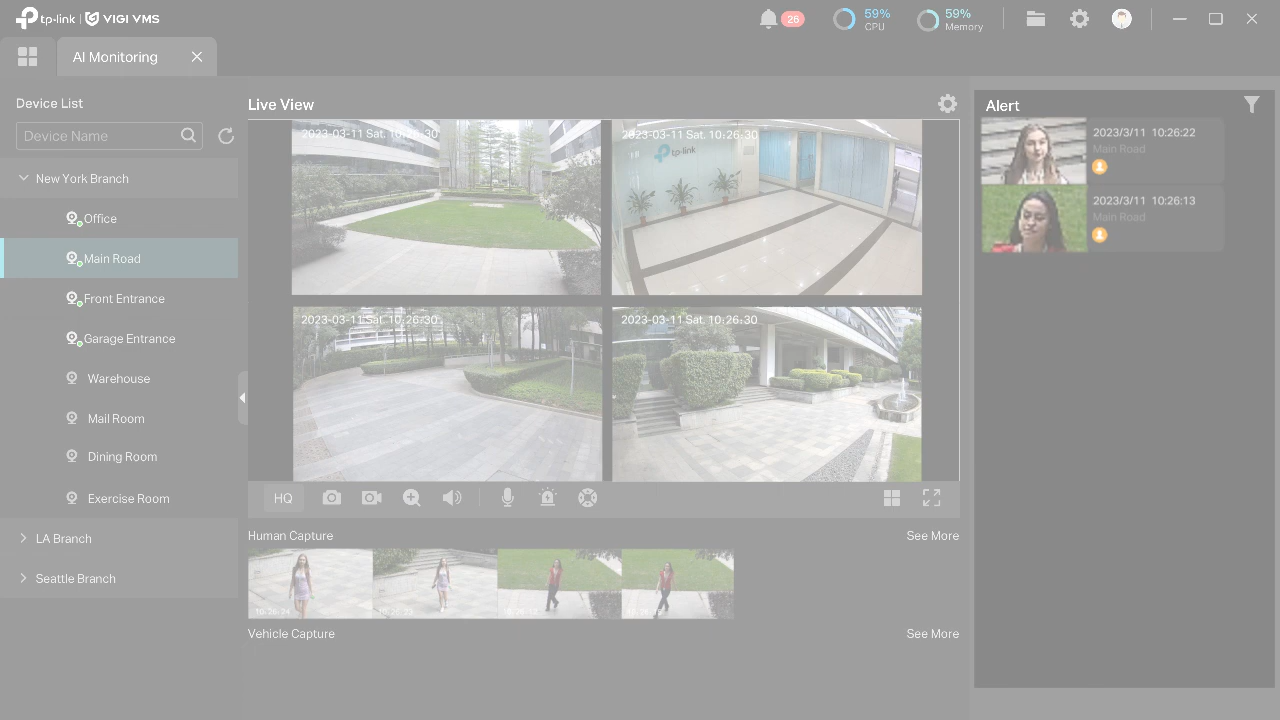 tp-link | VIGI VMS
26
59%
CPU
59%
Memory
AI Monitoring
Device List
Device Name
New York Branch
Office
Main Road
Front Entrance
Garage Entrance
Warehouse
Mail Room
Dining Room
Exercise Room
LA Branch
Seattle Branch
Live View
2023-03-11 Sat. 10:26:30
2023-03-11 Sat. 10:26:30
tp-link
2023-03-11 Sat. 10:26:30
2023-03-11 Sat. 10:26:30
HQ
Human Capture
See More
10:26:24
Vehicle Capture
See More
Alert
2023/3/11 10:26:22
Main Road
2023/3/11 10:26:13
Main Road